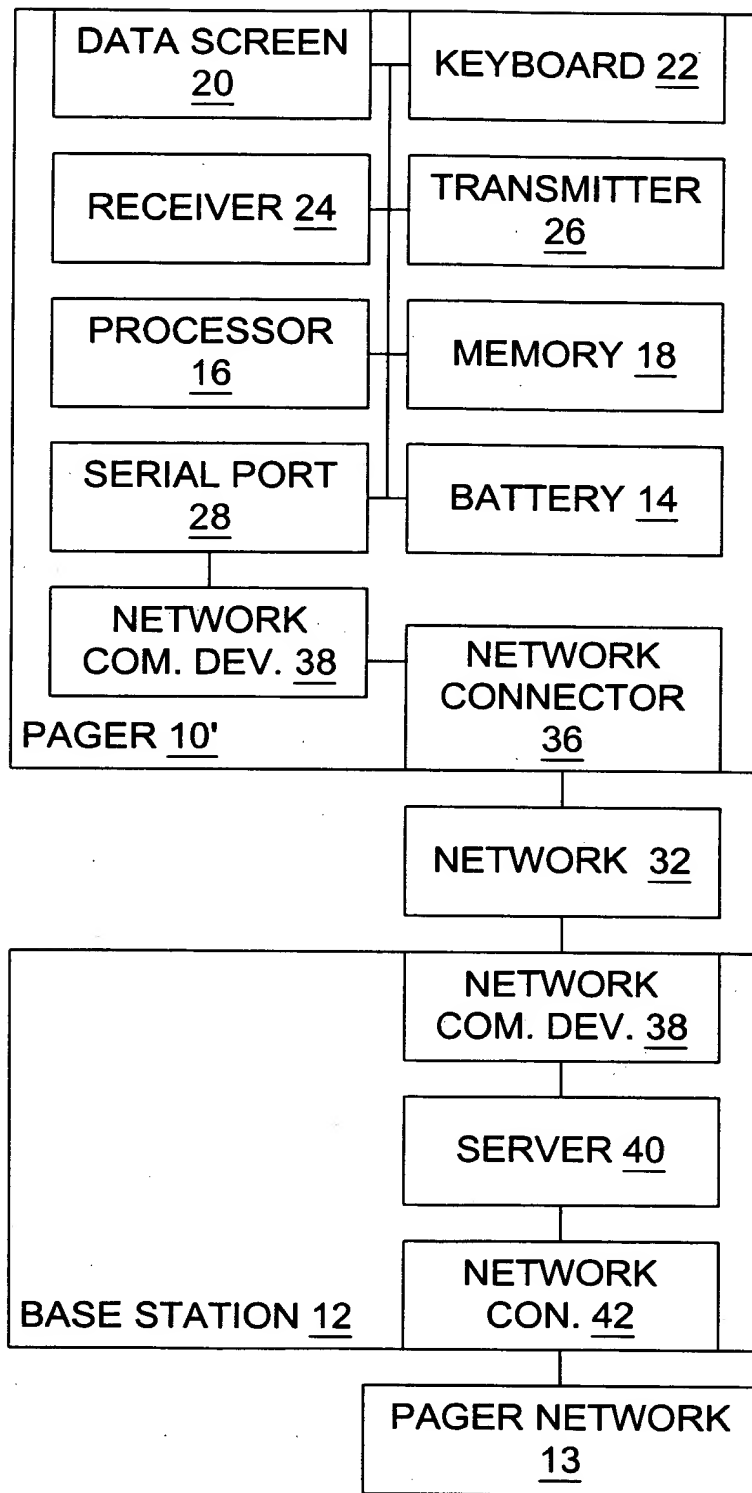 DATA SCREEN
20
KEYBOARD 22
RECEIVER 24
TRANSMITTER
26
PROCESSOR
16
MEMORY 18
SERIAL PORT
28
BATTERY 14
NETWORK
COM. DEV. 38
NETWORK
CONNECTOR
36
PAGER 10'
NETWORK 32
NETWORK
COM. DEV. 38
SERVER 40
NETWORK
CON. 42
BASE STATION 12
PAGER NETWORK
13